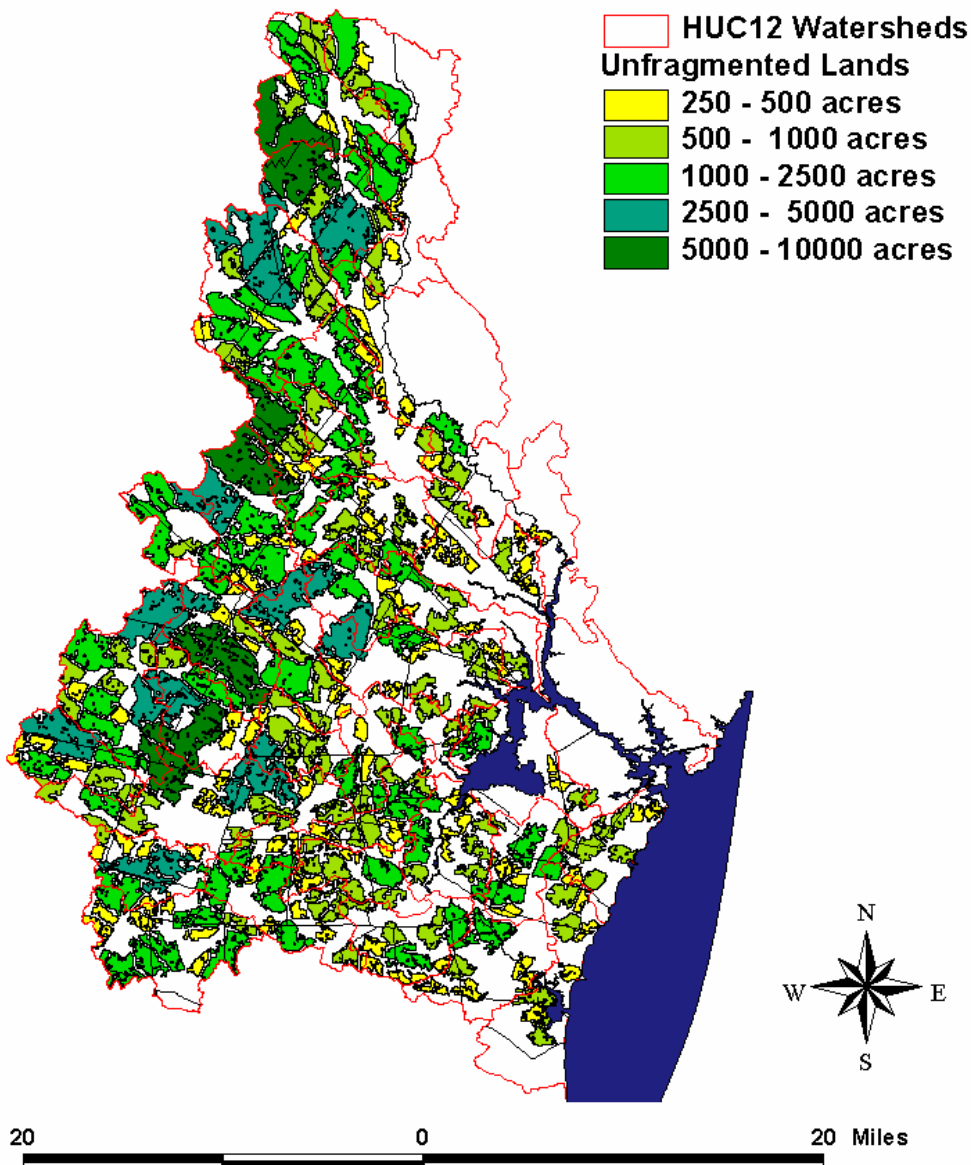 HUC12 Watersheds
Unfragmented Lands
250 - 500 acres
500 - 1000 acres
1000 - 2500 acres
2500 - 5000 acres
5000 - 10000 acres
N
W E
S
20 0 20 Miles